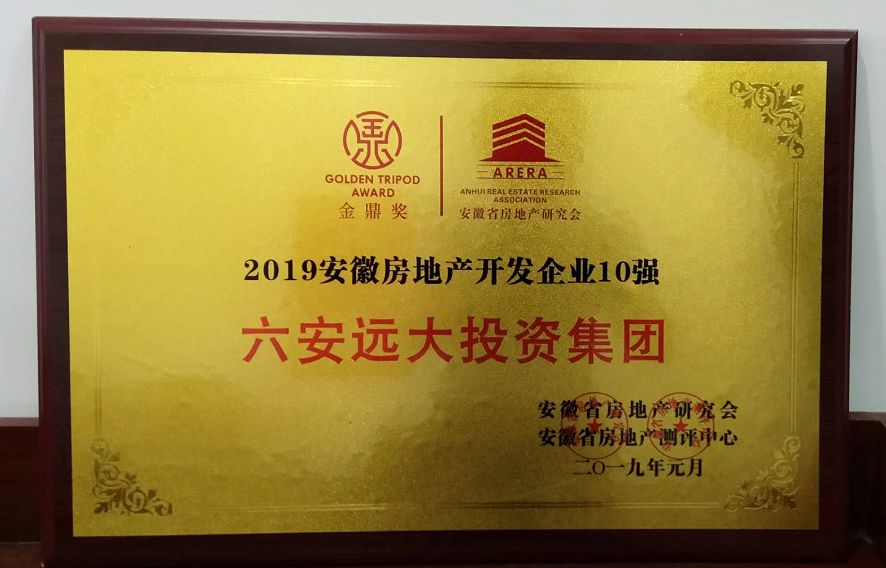 GOLDEN TRIPOD
AWARD
金鼎奖
ARERA
ANHUI REAL ESTATE RESEARCH
ASSOCIATION
安徽省房地产研究会
2019安徽房地产开发企业10强
六安远大投资集团
安徽省房地产研究会
安徽省房地产测评中心
二〇一九年元月